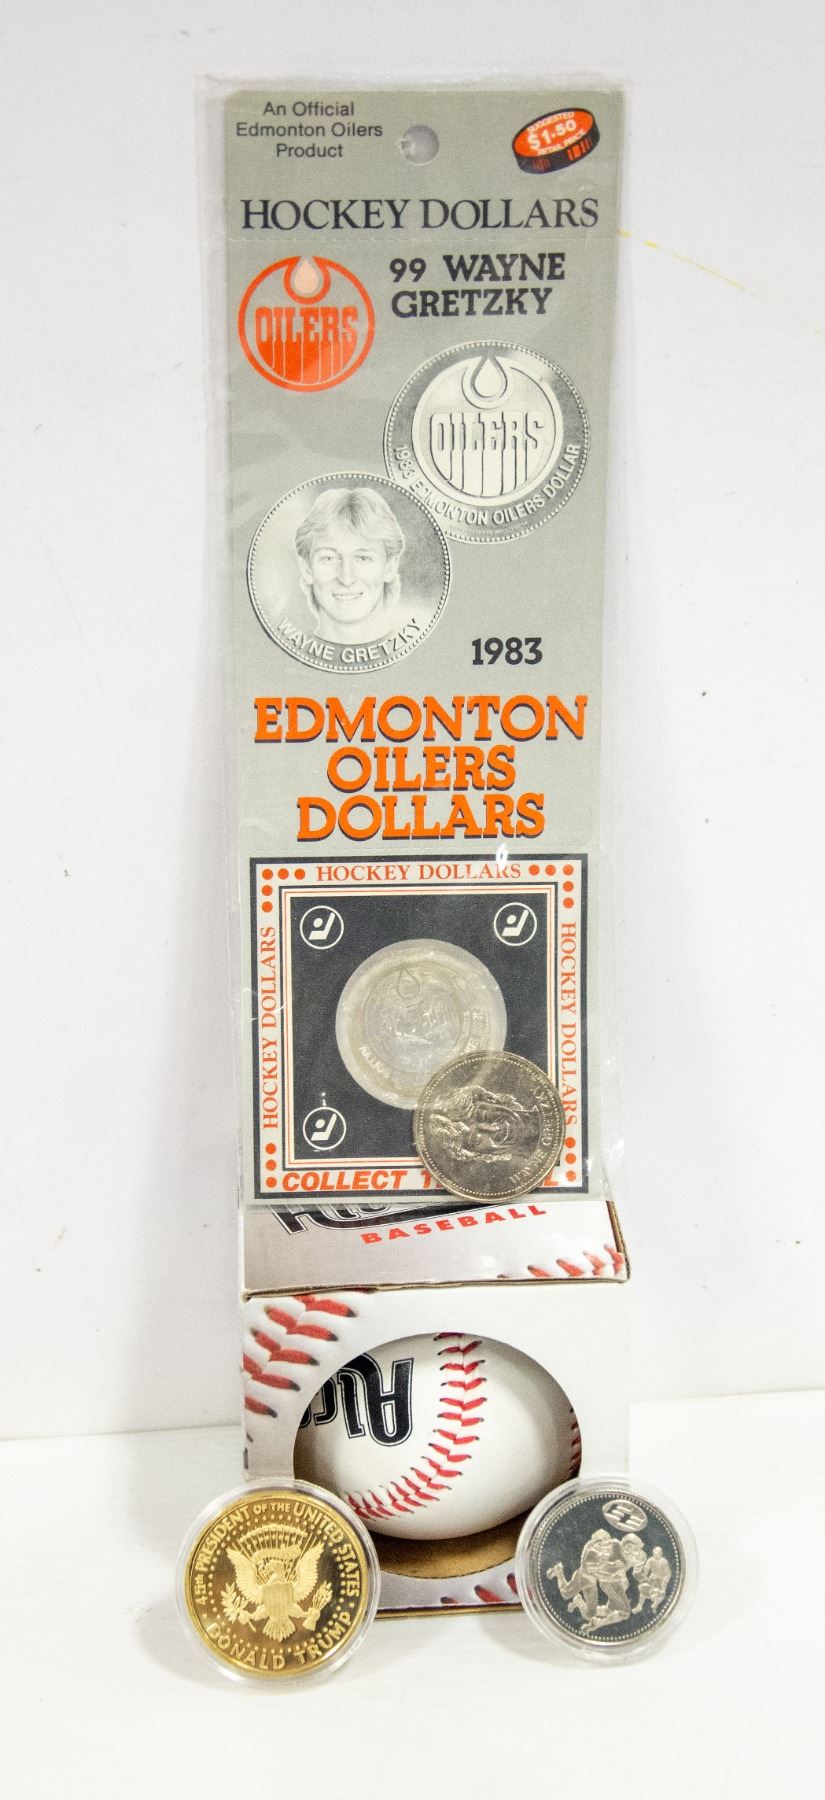 An Official
Edmonton Oilers
Product
SUGGESTED
$1.50
RETAIL PRICE
HOCKEY DOLLARS
OILERS
99 WAYNE
GRETZKY
OILERS
1983 EDMONTON OILERS DOLLAR
WAYNE GRETZKY
1983
EDMONTON
OILERS
DOLLARS
HOCKEY DOLLARS
HOCKEY DOLLARS
HOCKEY DOLLARS
COLLECT
WAYNE
BASEBALL
45th PRESIDENT OF THE UNITED STATES
DONALD TRUMP
EE